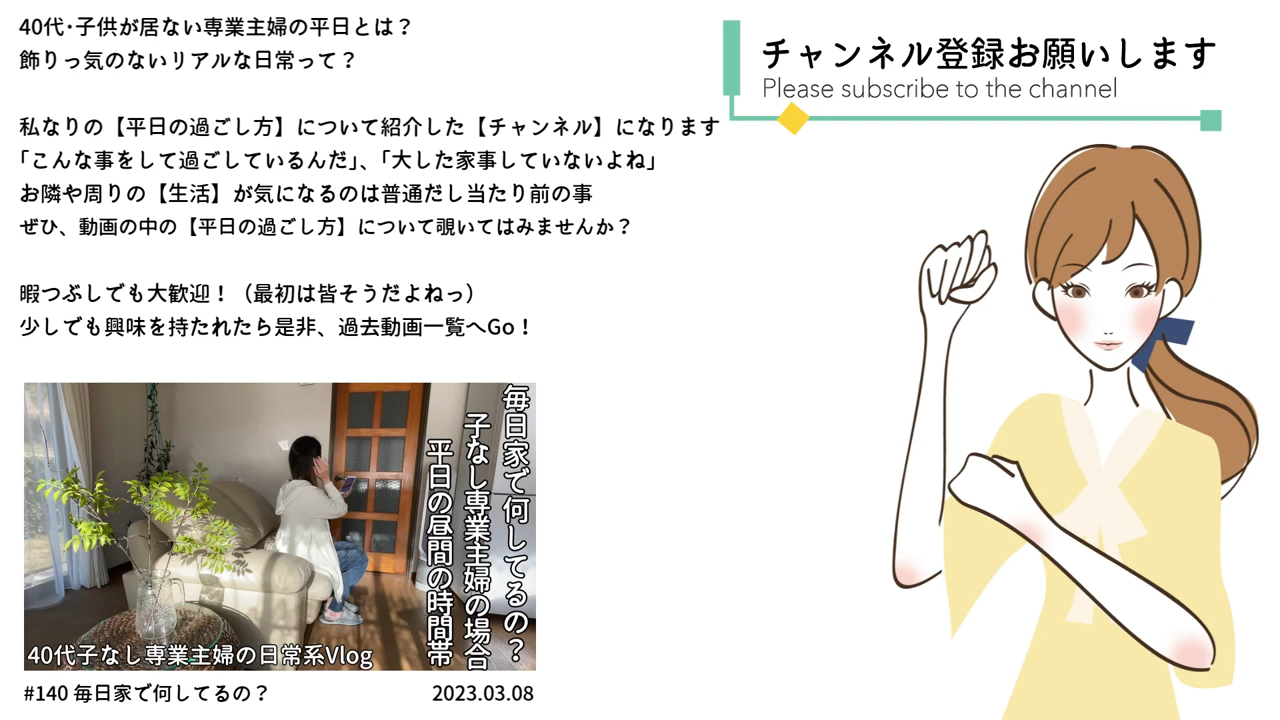 40代･子供が居ない専業主婦の平日とは？
飾りっ気のないリアルな日常って？
私なりの【平日の過ごし方】について紹介した【チャンネル】になります
｢こんな事をして過ごしているんだ｣、｢大した家事していないよね｣
お隣や周りの【生活】が気になるのは普通だし当たり前の事
ぜひ、動画の中の【平日の過ごし方】について覗いてはみませんか？
暇つぶしでも大歓迎！（最初は皆そうだよねっ）
少しでも興味を持たれたら是非、過去動画一覧へGo！
チャンネル登録お願いします
Please subscribe to the channel
毎日家で何してるの？
子なし専業主婦の場合
平日の昼間の時間帯
40代子なし専業主婦の日常系Vlog
#140 毎日家で何してるの？
2023.03.08